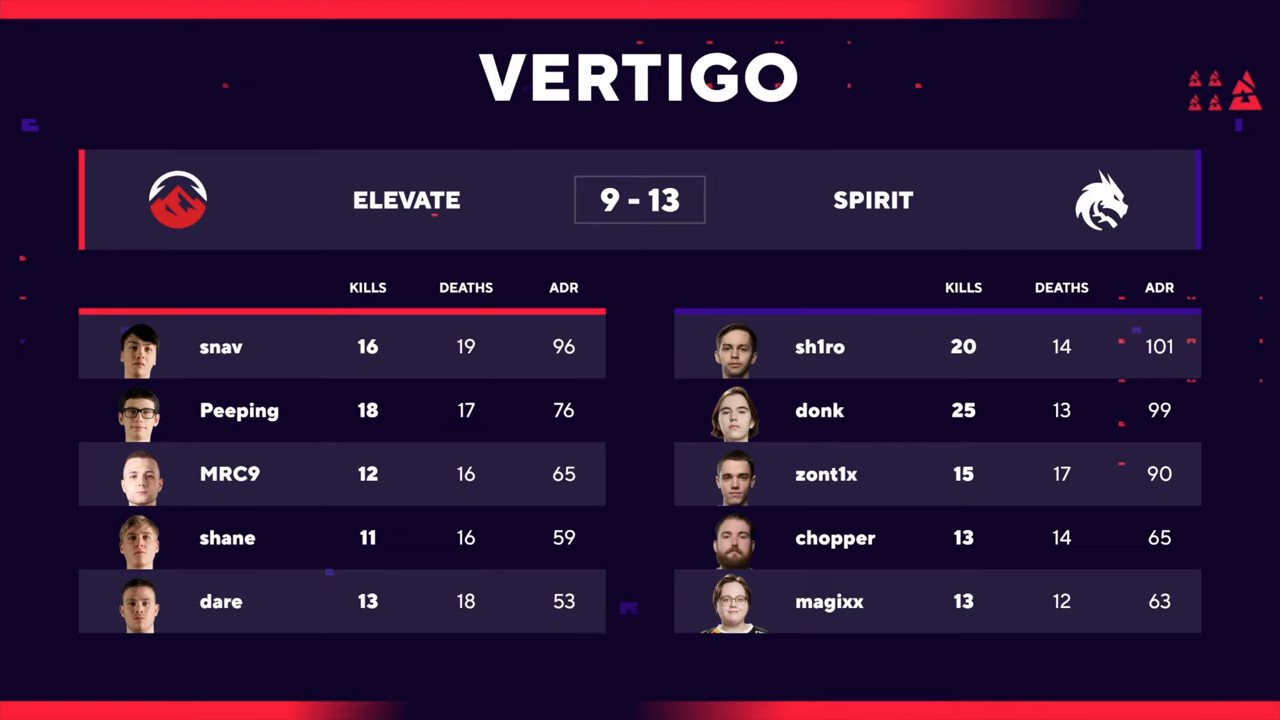 VERTIGO
ELEVATE 9 - 13 SPIRIT
KILLS DEATHS ADR KILLS DEATHS ADR
snav 16 19 96 sh1ro 20 14 101
Peeping 18 17 76 donk 25 13 99
MRC9 12 16 65 zont1x 15 17 90
shane 11 16 59 chopper 13 14 65
dare 13 18 53 magixx 13 12 63